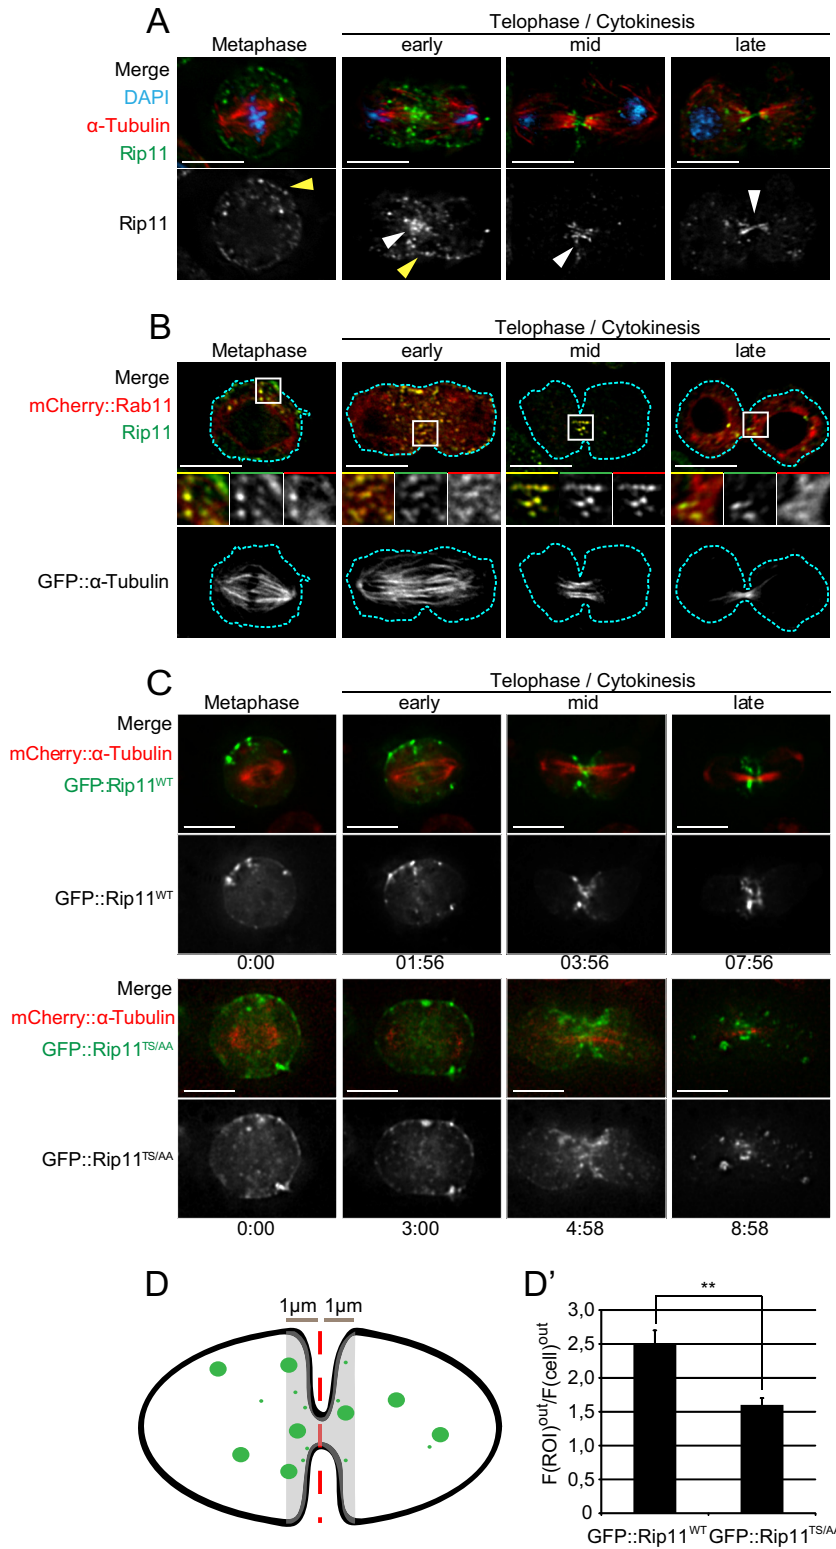 A
Telophase / Cytokinesis
Metaphase early mid late
Merge
DAPI
α-Tubulin
Rip11
Rip11
B
Telophase / Cytokinesis
Metaphase early mid late
Merge
mCherry::Rab11
Rip11
GFP::α-Tubulin
C
Telophase / Cytokinesis
Metaphase early mid late
Merge
mCherry::α-Tubulin
GFP::Rip11WT
GFP::Rip11WT
0:00 01:56 03:56 07:56
Merge
mCherry::α-Tubulin
GFP::Rip11TS/AA
GFP::Rip11TS/AA
0:00 3:00 4:58 8:58
D
1µm 1µm
D'
**
F(ROI)out/F(cell)out
3,0
2,5
2,0
1,5
1,0
0,5
0
GFP::Rip11WT GFP::Rip11TS/AA